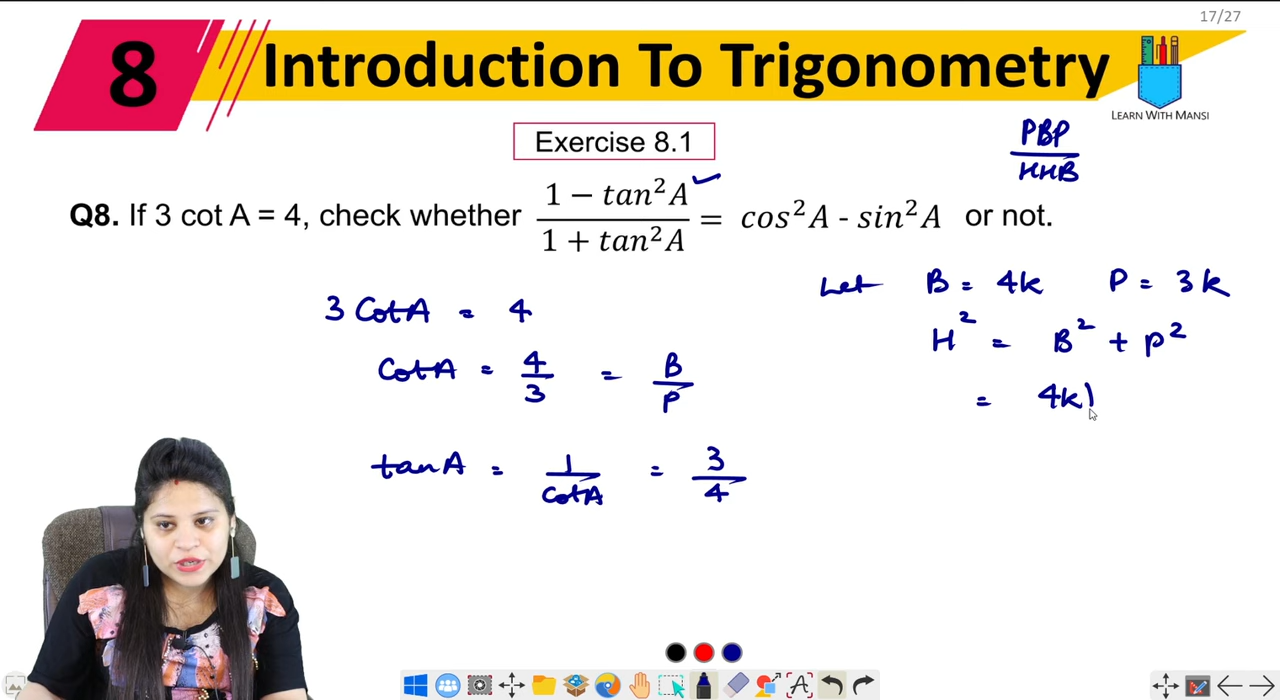 17/27
8 Introduction To Trigonometry
LEARN WITH MANSI
Exercise 8.1
PBP
HHB
Q8. If 3 cot A = 4, check whether (1 − tan²A)/(1 + tan²A) = cos²A - sin²A or not.
3 CotA = 4
CotA = 4/3 = B/P
tanA = 1/CotA = 3/4
Let B = 4k P = 3k
H² = B² + P²
= 4k)